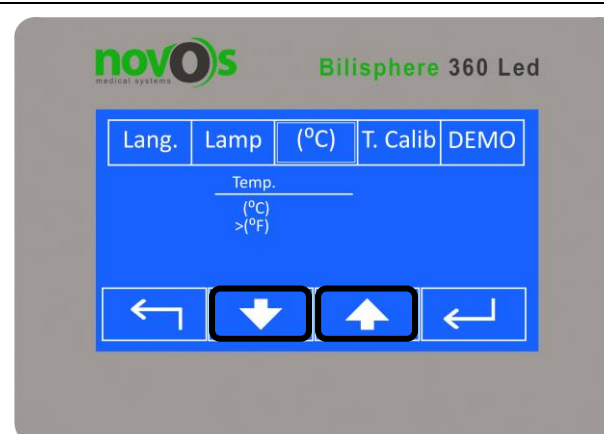 novos
medical systems
Bilisphere 360 Led
Lang. Lamp (ºC) T. Calib DEMO
Temp.
(ºC)
>(ºF)